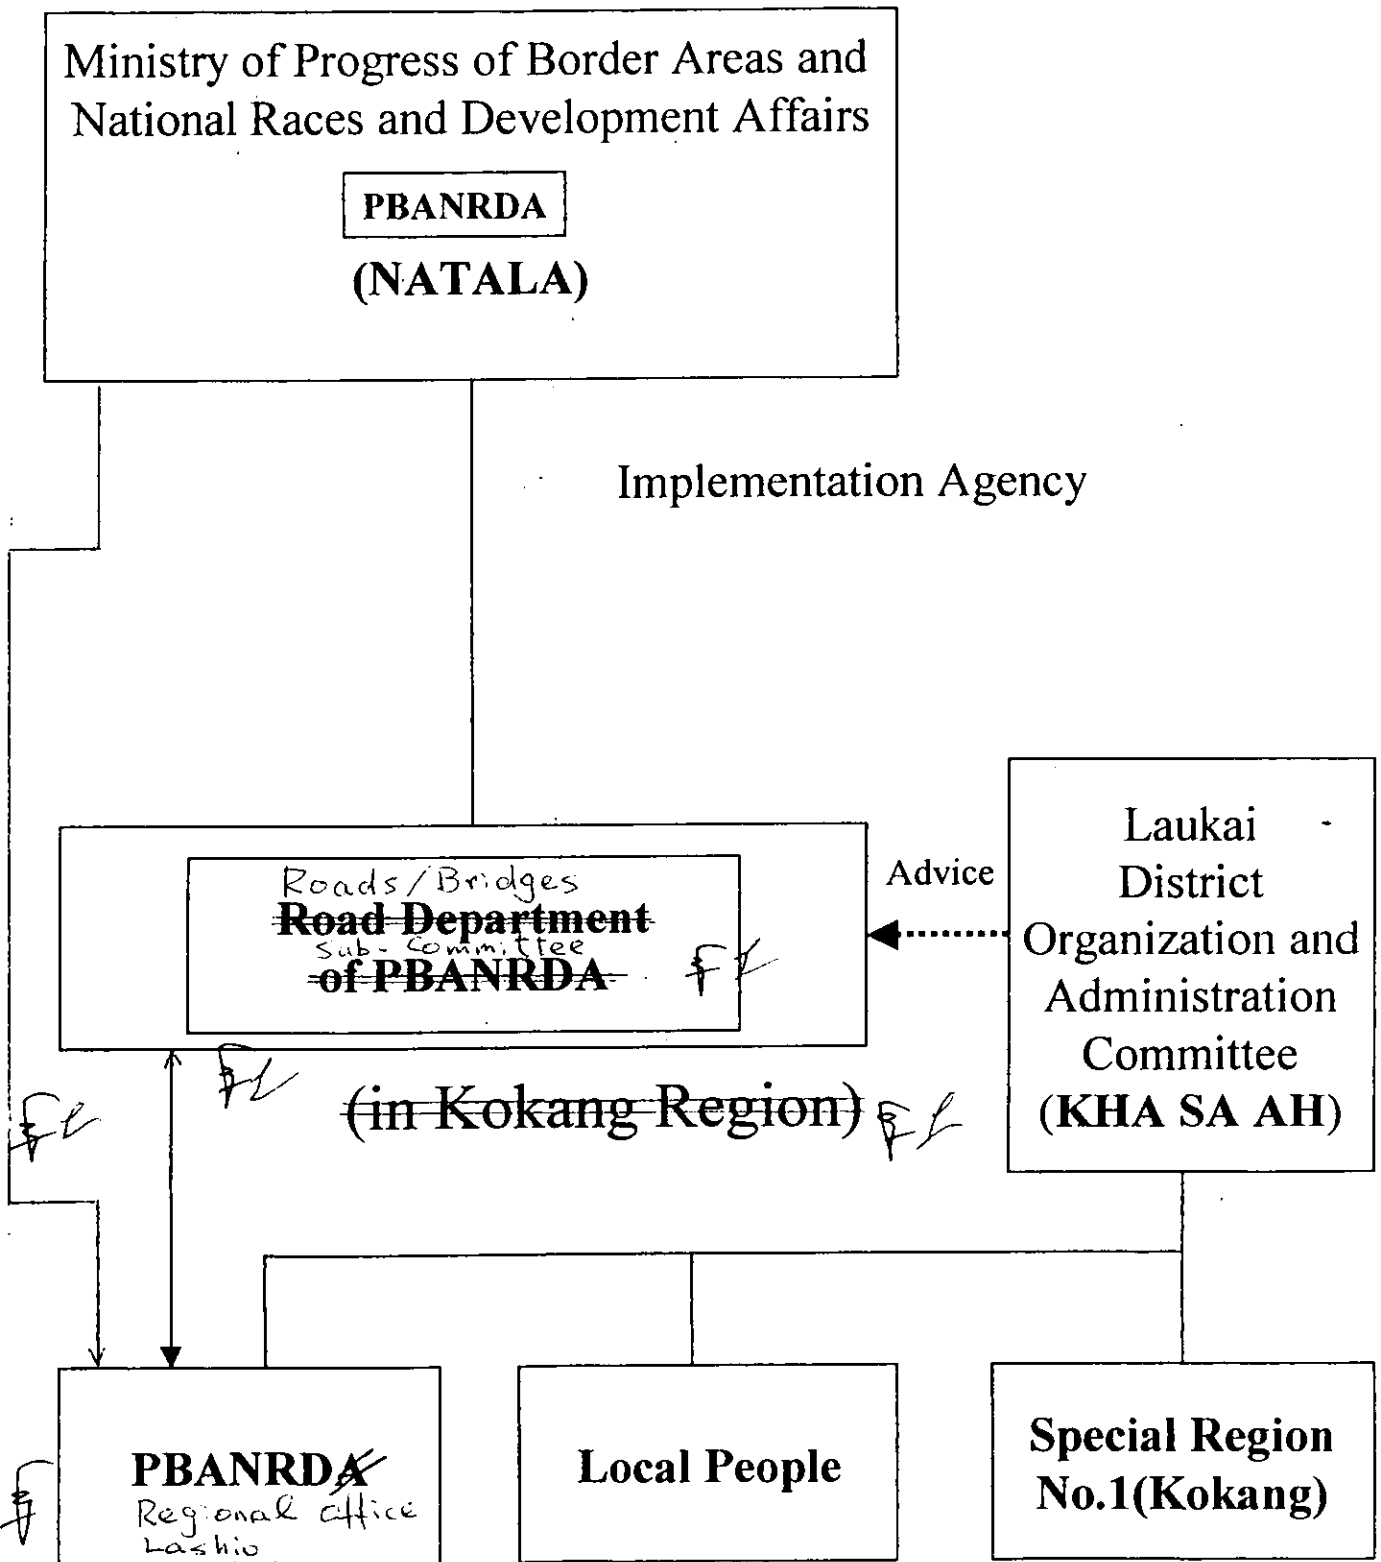 Ministry of Progress of Border Areas and
National Races and Development Affairs
PBANRDA
(NATALA)
Implementation Agency
Roads/Bridges
Road Department
Sub-Committee
of PBANRDA
(in Kokang Region)
Advice
Laukai
District
Organization and
Administration
Committee
(KHA SA AH)
PBANRDA
Regional Office
Lashio
Local People
Special Region
No.1(Kokang)